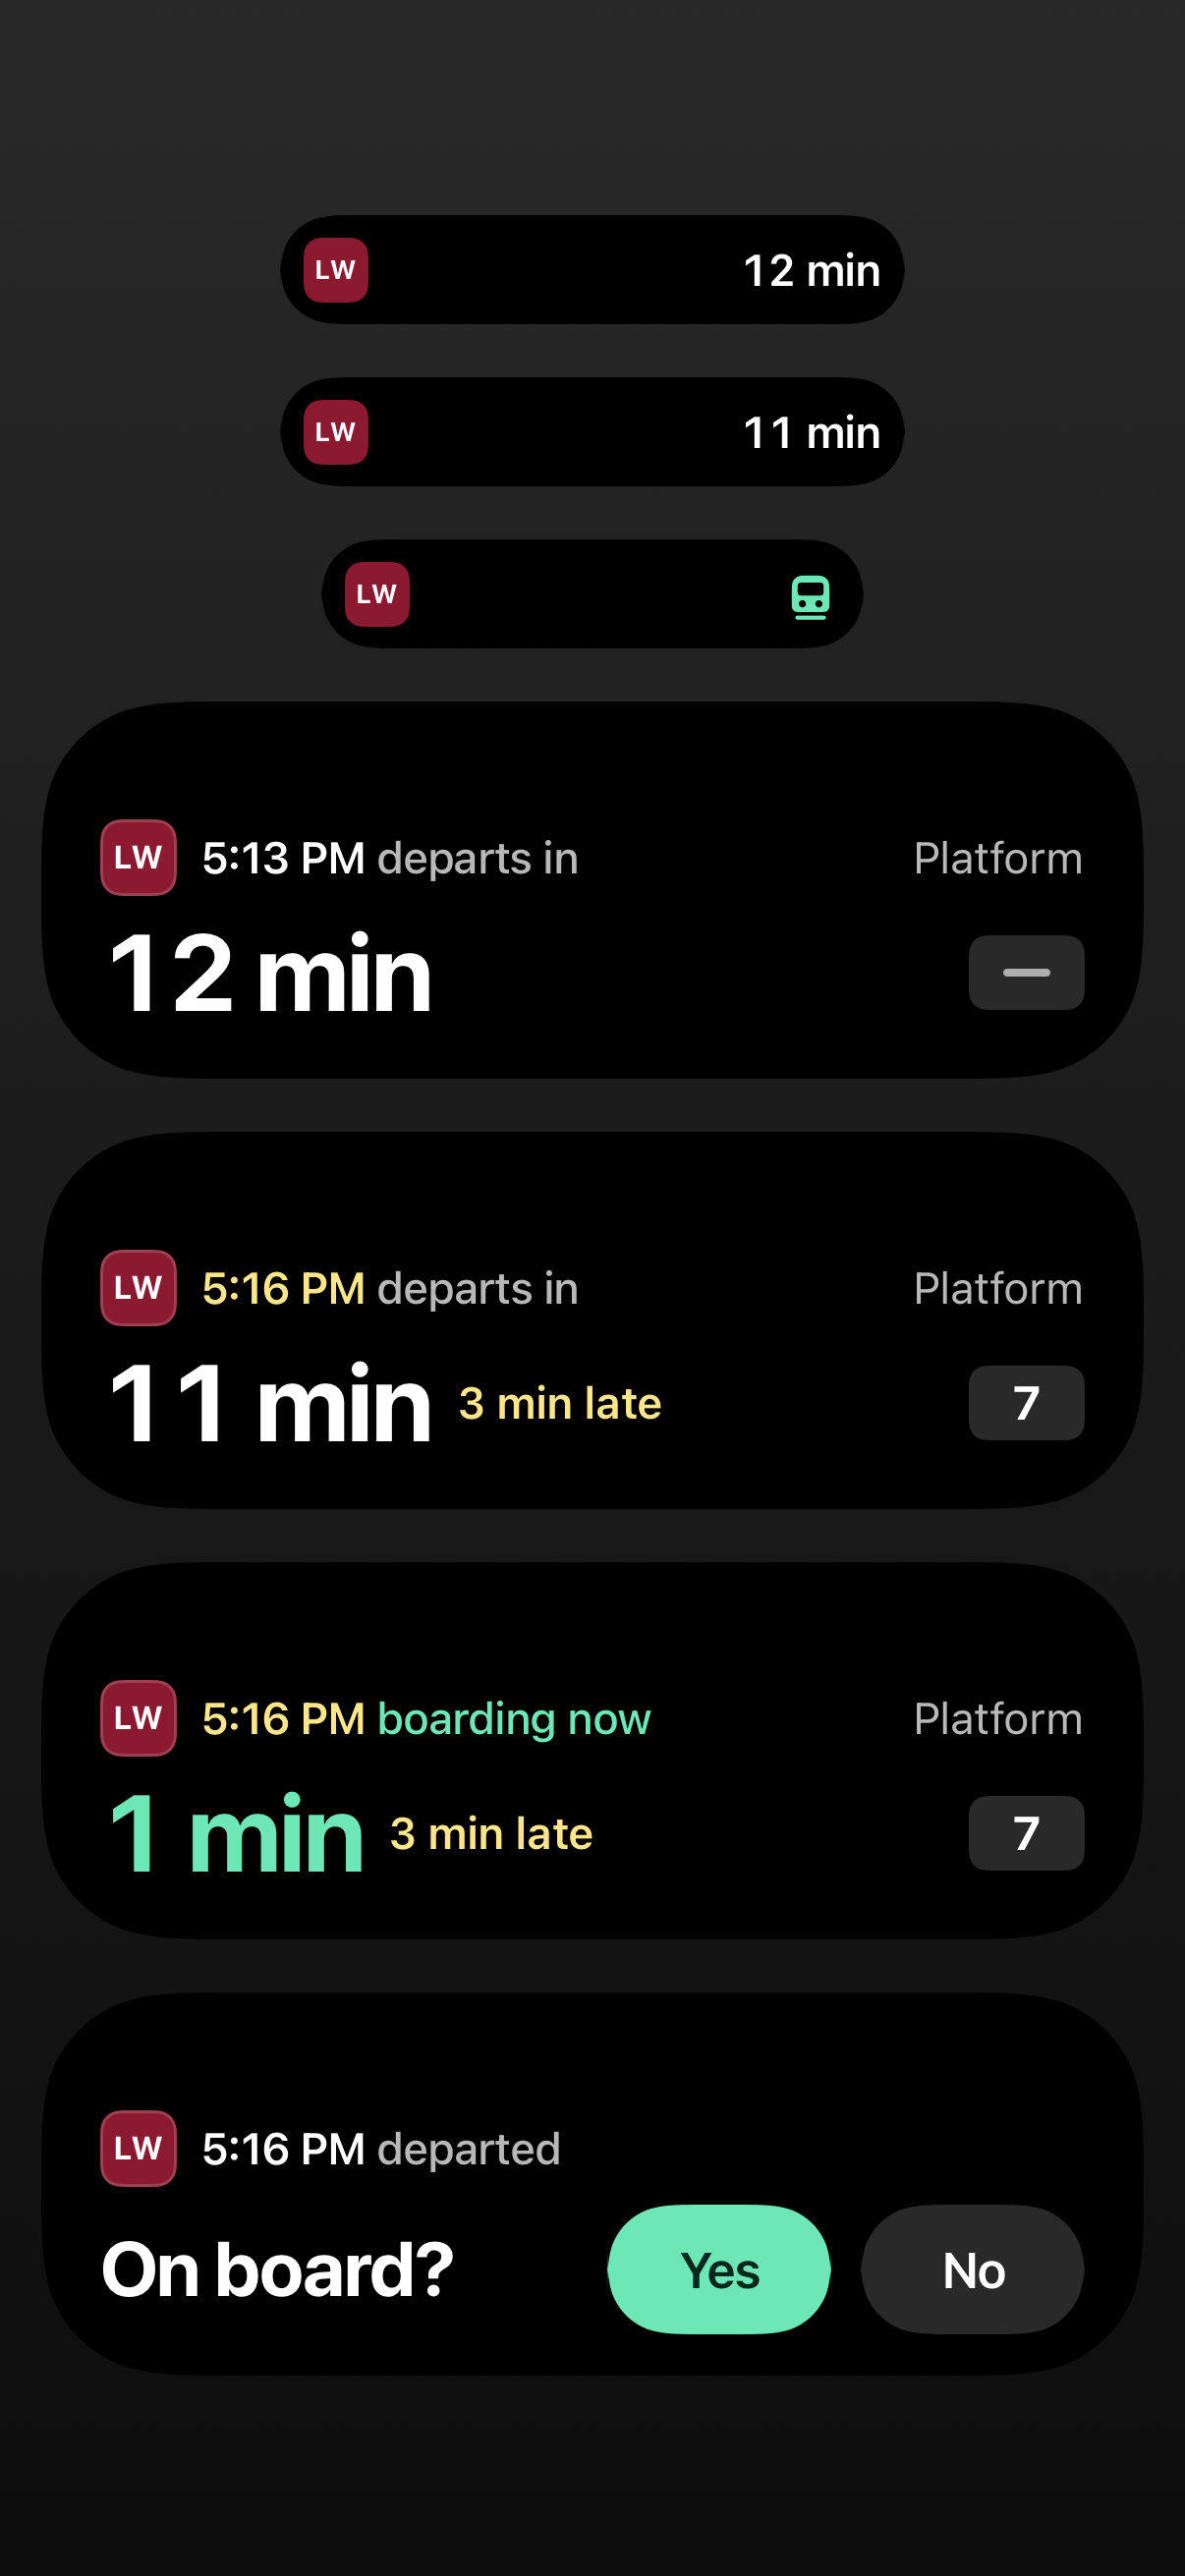 LW 12 min
LW 11 min
LW
LW 5:13 PM departs in Platform
12 min —
LW 5:16 PM departs in Platform
11 min 3 min late 7
LW 5:16 PM boarding now Platform
1 min 3 min late 7
LW 5:16 PM departed
On board? Yes No